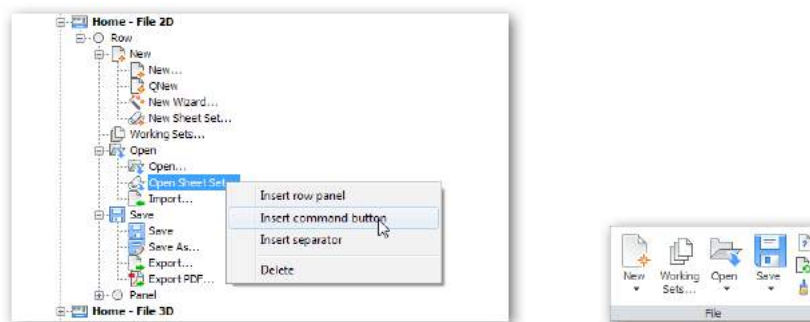 Home - File 2D
Row
New
New...
QNew
New Wizard...
New Sheet Set...
Working Sets...
Open
Open...
Open Sheet Set...
Import...
Save
Save
Save As...
Export...
Export PDF...
Panel
Home - File 3D
Insert row panel
Insert command button
Insert separator
Delete
New
Working
Sets...
Open
Save
File